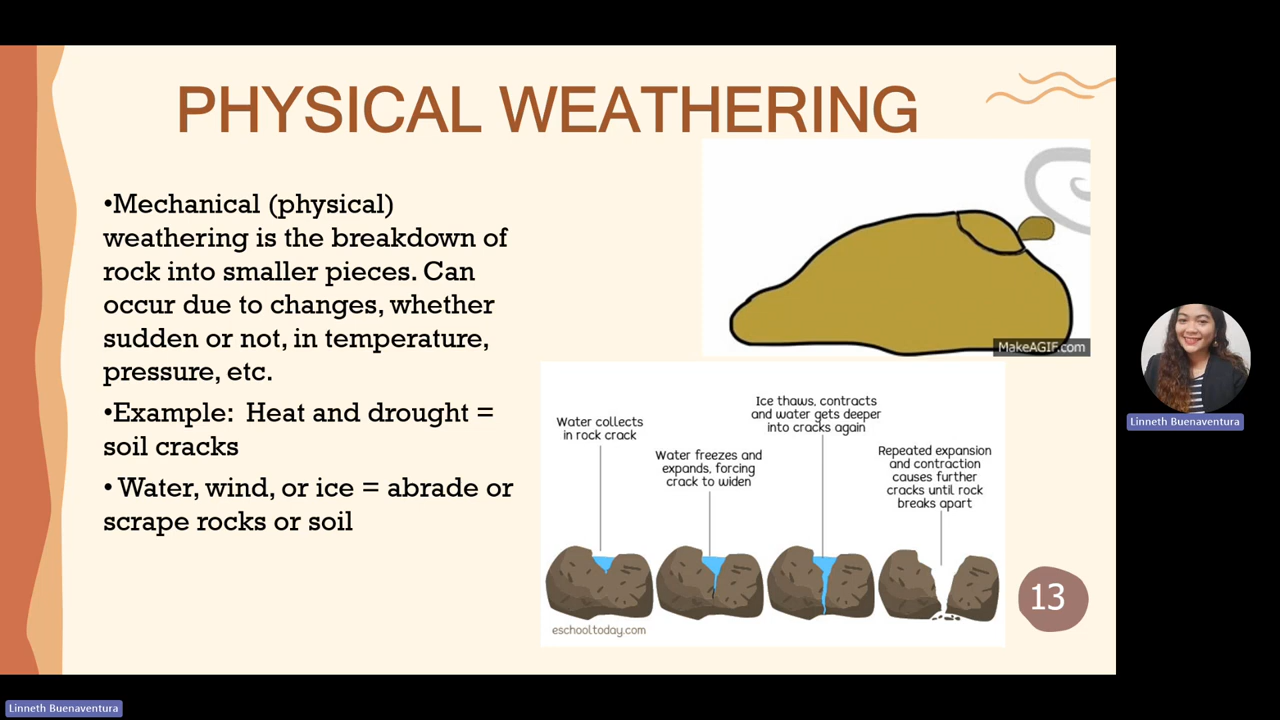 PHYSICAL WEATHERING
•Mechanical (physical)
weathering is the breakdown of
rock into smaller pieces. Can
occur due to changes, whether
sudden or not, in temperature,
pressure, etc.
•Example:  Heat and drought =
soil cracks
• Water, wind, or ice = abrade or
scrape rocks or soil
MakeAGIF.com
Water collects
in rock crack
Water freezes and
expands, forcing
crack to widen
Ice thaws, contracts
and water gets deeper
into cracks again
Repeated expansion
and contraction
causes further
cracks until rock
breaks apart
eschooltoday.com
13
Linneth Buenaventura
Linneth Buenaventura